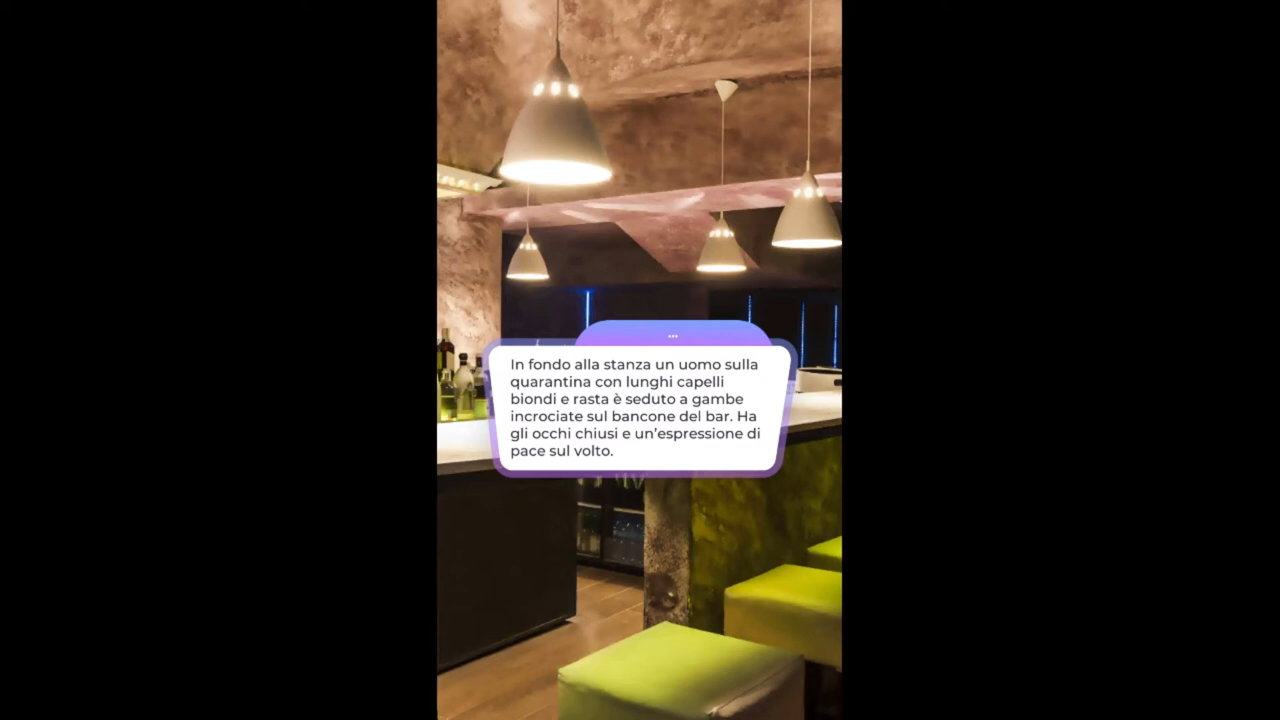 ...
In fondo alla stanza un uomo sulla
quarantina con lunghi capelli
biondi e rasta è seduto a gambe
incrociate sul bancone del bar. Ha
gli occhi chiusi e un’espressione di
pace sul volto.